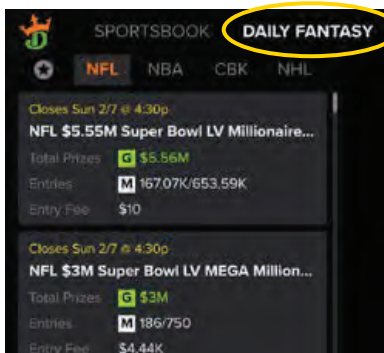 SPORTSBOOK DAILY FANTASY
NFL NBA CBK NHL
Closes Sun 2/7 @ 4:30p
NFL $5.55M Super Bowl LV Millionaire...
Total Prizes G $5.56M
Entries M 167.07K/653.59K
Entry Fee $10
Closes Sun 2/7 @ 4:30p
NFL $3M Super Bowl LV MEGA Million...
Total Prizes G $3M
Entries M 186/750
Entry Fee $4.44K